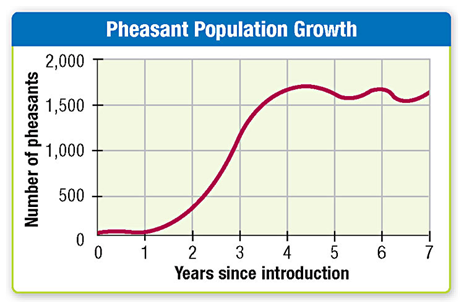 Pheasant Population Growth
Number of pheasants
2,000
1,500
1,000
500
0
0 1 2 3 4 5 6 7
Years since introduction